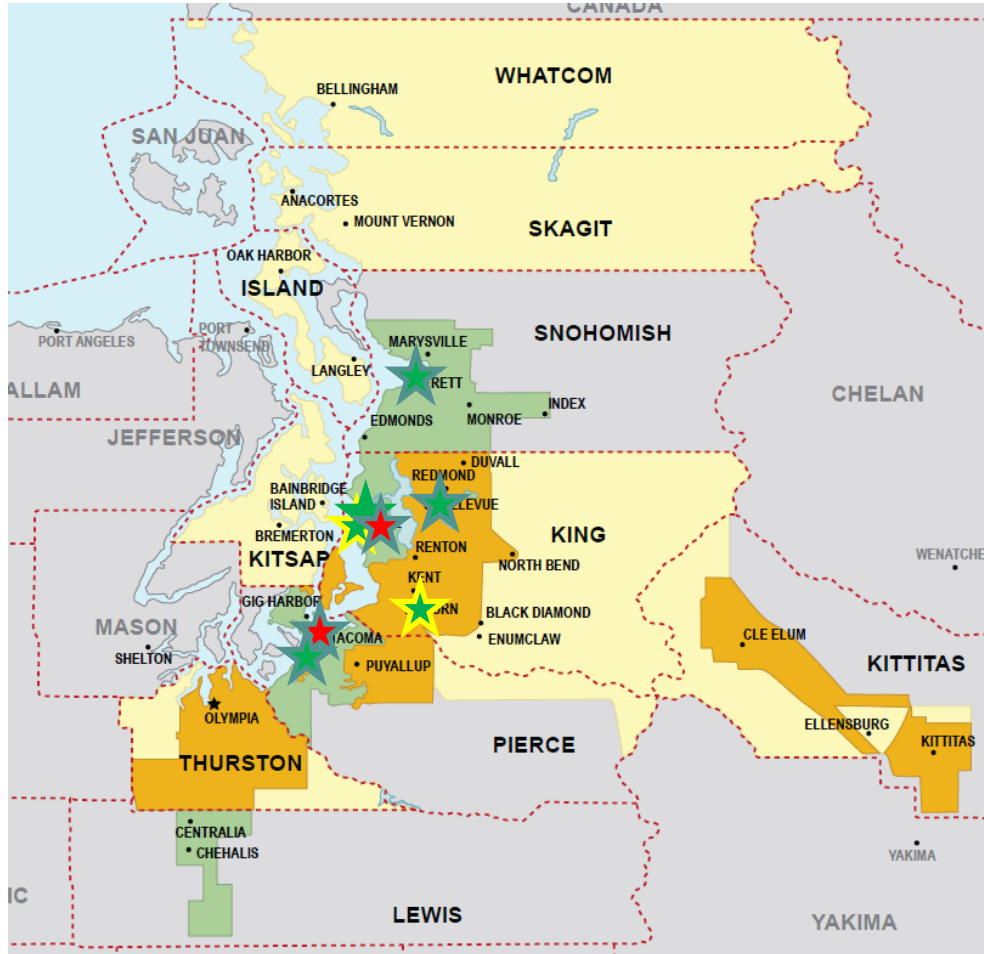 CANADA
WHATCOM
BELLINGHAM
SAN JUAN
ANACORTES
MOUNT VERNON
SKAGIT
OAK HARBOR
ISLAND
PORT ANGELES
PORT
TOWNSEND
SNOHOMISH
MARYSVILLE
LANGLEY
RETT
ALLAM
CHELAN
INDEX
MONROE
EDMONDS
JEFFERSON
DUVALL
REDMOND
BAINBRIDGE
ISLAND
LEVUE
BREMERTON
KING
RENTON
NORTH BEND
WENATCHE
KITSAP
KENT
GIG HARBOR
RN
BLACK DIAMOND
MASON
ACOMA
ENUMCLAW
CLE ELUM
SHELTON
PUYALLUP
KITTITAS
OLYMPIA
ELLENSBURG
PIERCE
KITTITAS
THURSTON
CENTRALIA
CHEHALIS
YAKIMA
IC
LEWIS
YAKIMA